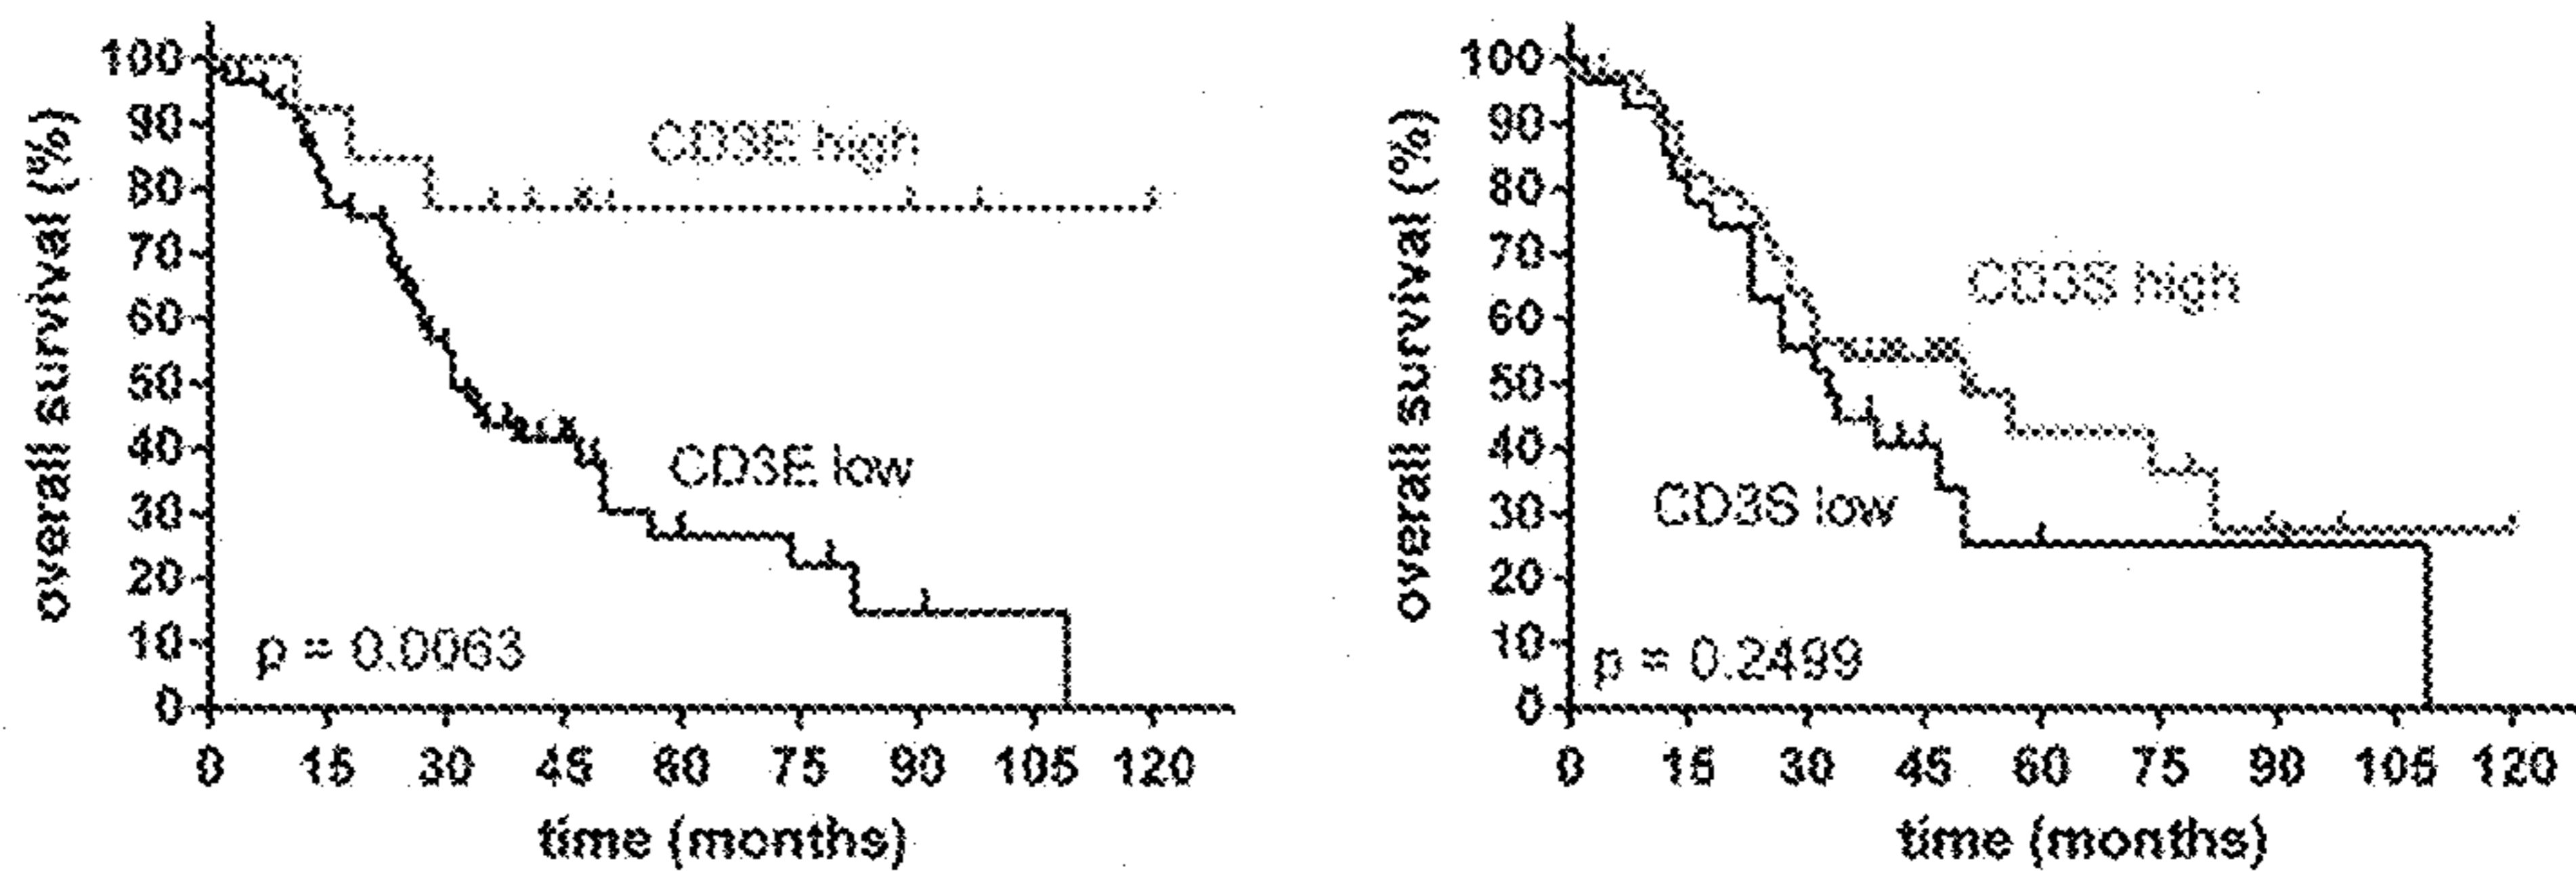 overall survival (%)
100
90
80
70
60
50
40
30
20
10
0
CD3E high
CD3E low
p = 0.0063
0 15 30 45 60 75 90 105 120
time (months)
overall survival (%)
100
90
80
70
60
50
40
30
20
10
0
CD3S high
CD3S low
p = 0.2499
0 15 30 45 60 75 90 105 120
time (months)